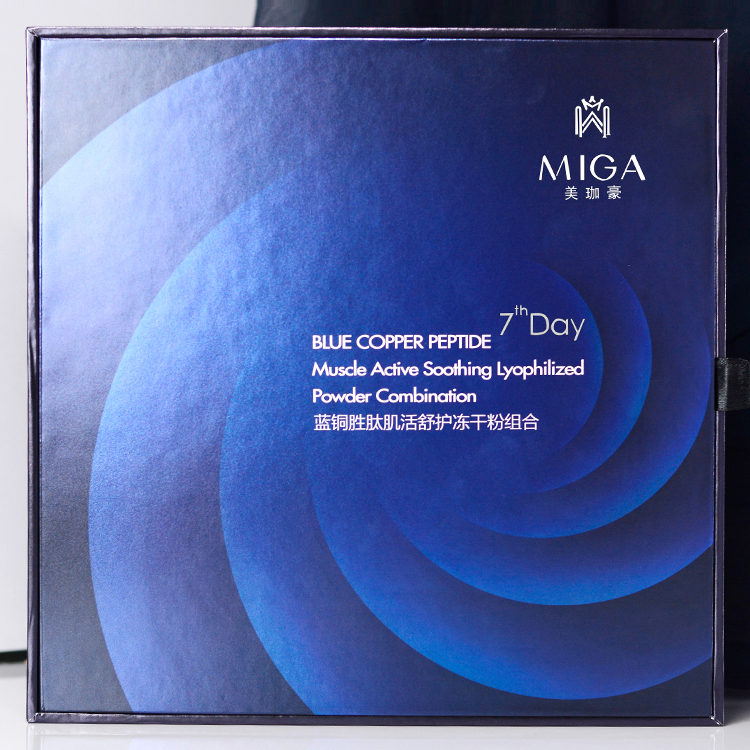 MIGA
美珈豪
7th Day
BLUE COPPER PEPTIDE
Muscle Active Soothing Lyophilized
Powder Combination
蓝铜胜肽肌活舒护冻干粉组合